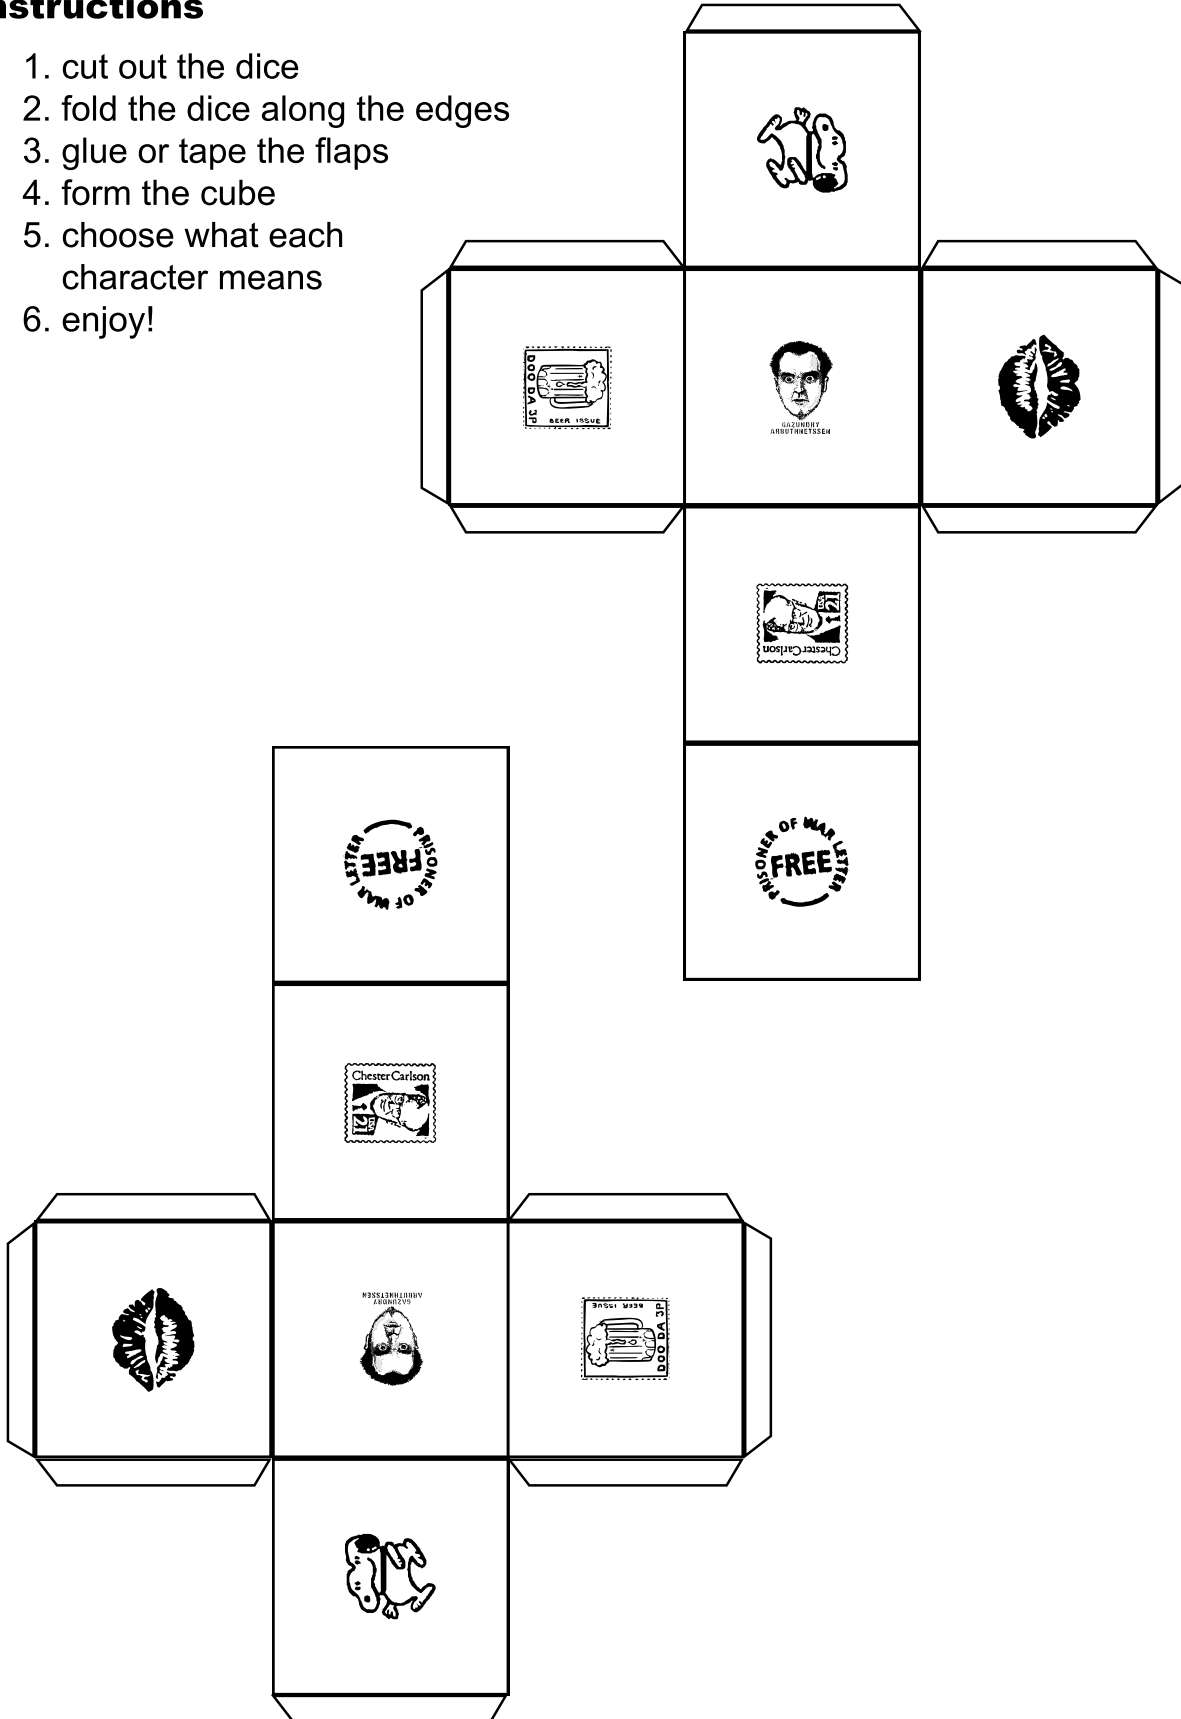 nstructions
1. cut out the dice
2. fold the dice along the edges
3. glue or tape the flaps
4. form the cube
5. choose what each
character means
6. enjoy!
DOO DA 3P
BEER ISSUE
GAZUNDRY
ARBUTHNETSSEN
21
USA
Chester Carlson
PRISONER OF WAR LETTER
FREE
PRISONER OF WAR LETTER
FREE
Chester Carlson
USA
21
ARBUTHNETSSEN
GAZUNDRY
BEER ISSUE
DOO DA 3P